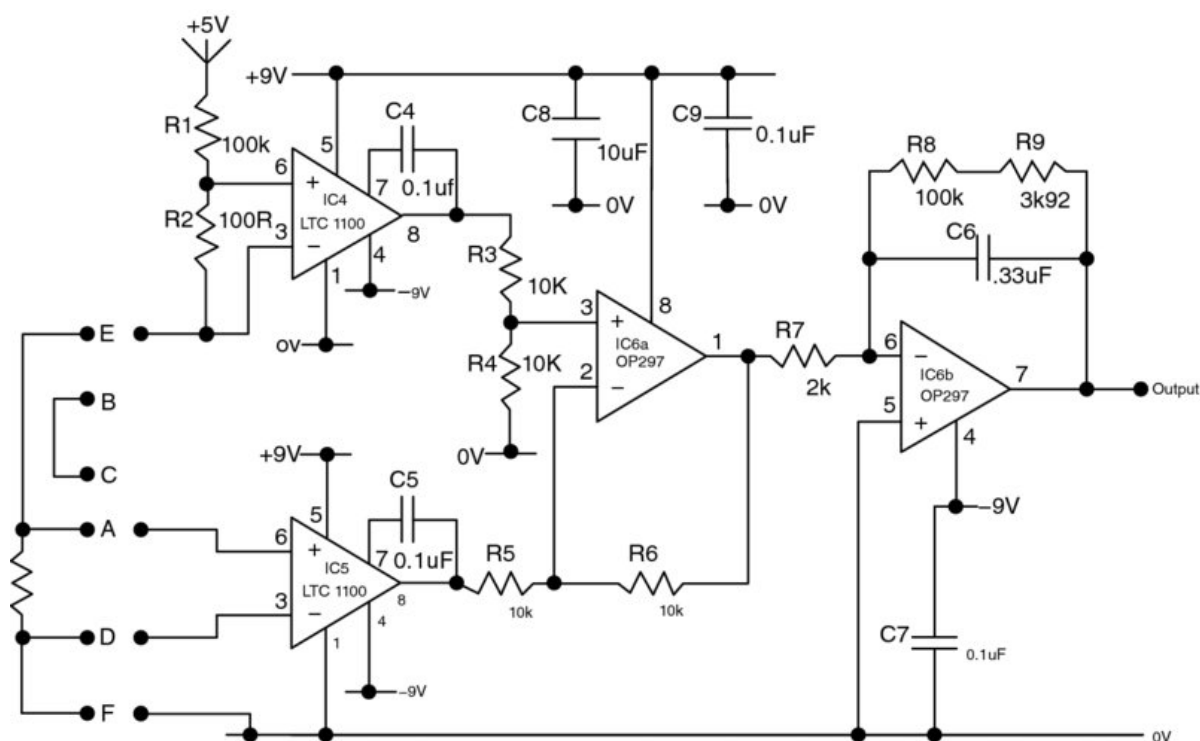 +5V
+9V
R1
100k
C4
0.1uf
5
6
+
7
IC4
LTC 1100
R2
100R
3
−
8
4
1
−9V
ov
C8
10uF
0V
C9
0.1uF
0V
R3
10K
R4
10K
0V
3
+
8
IC6a
OP297
1
2
−
R7
2k
R8
100k
R9
3k92
C6
.33uF
6
−
IC6b
OP297
7
5
+
4
Output
−9V
C7
0.1uF
E
B
C
A
D
F
+9V
C5
0.1uF
5
6
+
7
IC5
LTC 1100
3
−
8
4
1
−9V
R5
10k
R6
10k
0V